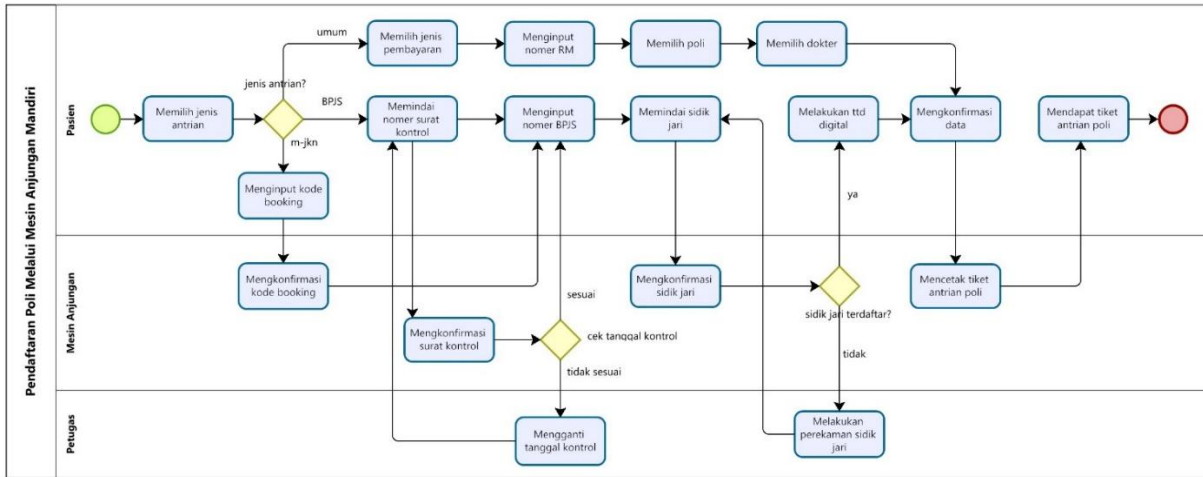 Pendaftaran Poli Melalui Mesin Anjungan Mandiri
Pasien
umum
Memilih jenis
pembayaran
Menginput
nomer RM
Memilih poli
Memilih dokter
jenis antrian?
BPJS
m-jkn
Memilih jenis
antrian
Memindai
nomer surat
kontrol
Menginput
nomer BPJS
Memindai sidik
jari
Melakukan ttd
digital
Mengkonfirmasi
data
Mendapat tiket
antrian poli
Menginput kode
booking
ya
Mesin Anjungan
Mengkonfirmasi
kode booking
Mengkonfirmasi
surat kontrol
sesuai
cek tanggal kontrol
tidak sesuai
Mengkonfirmasi
sidik jari
sidik jari terdaftar?
tidak
Mencetak tiket
antrian poli
Petugas
Mengganti
tanggal kontrol
Melakukan
perekaman sidik
jari